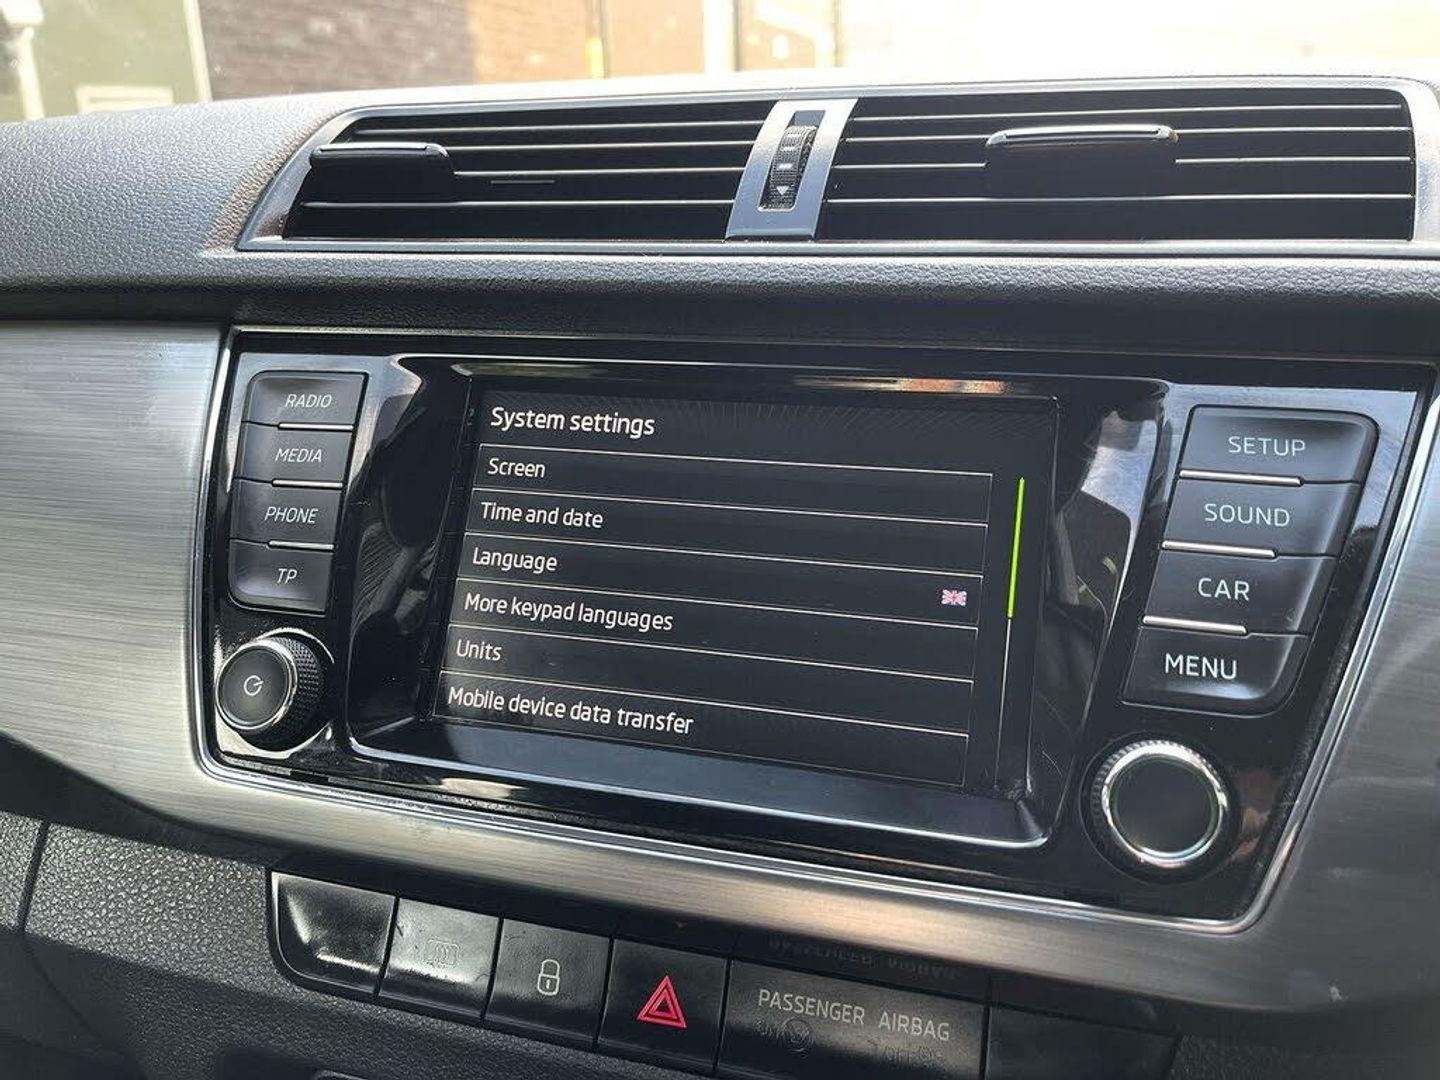 RADIO
MEDIA
PHONE
TP
System settings
Screen
Time and date
Language
More keypad languages
Units
Mobile device data transfer
SETUP
SOUND
CAR
MENU
PASSENGER AIRBAG
OFF